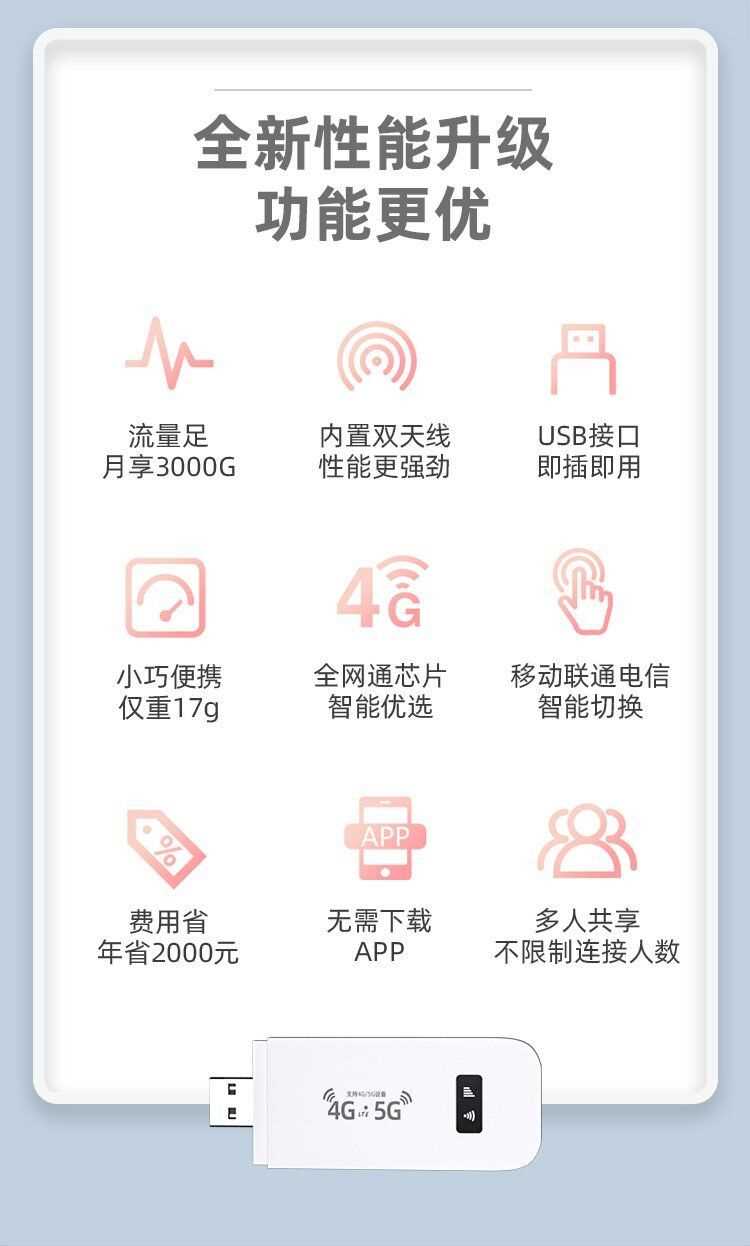 全新性能升级
功能更优
流量足
月享3000G
内置双天线
性能更强劲
USB接口
即插即用
小巧便携
仅重17g
4G
全网通芯片
智能优选
移动联通电信
智能切换
%
费用省
年省2000元
APP
无需下载
APP
多人共享
不限制连接人数
支持4G/5G设备
4G LTE 5G